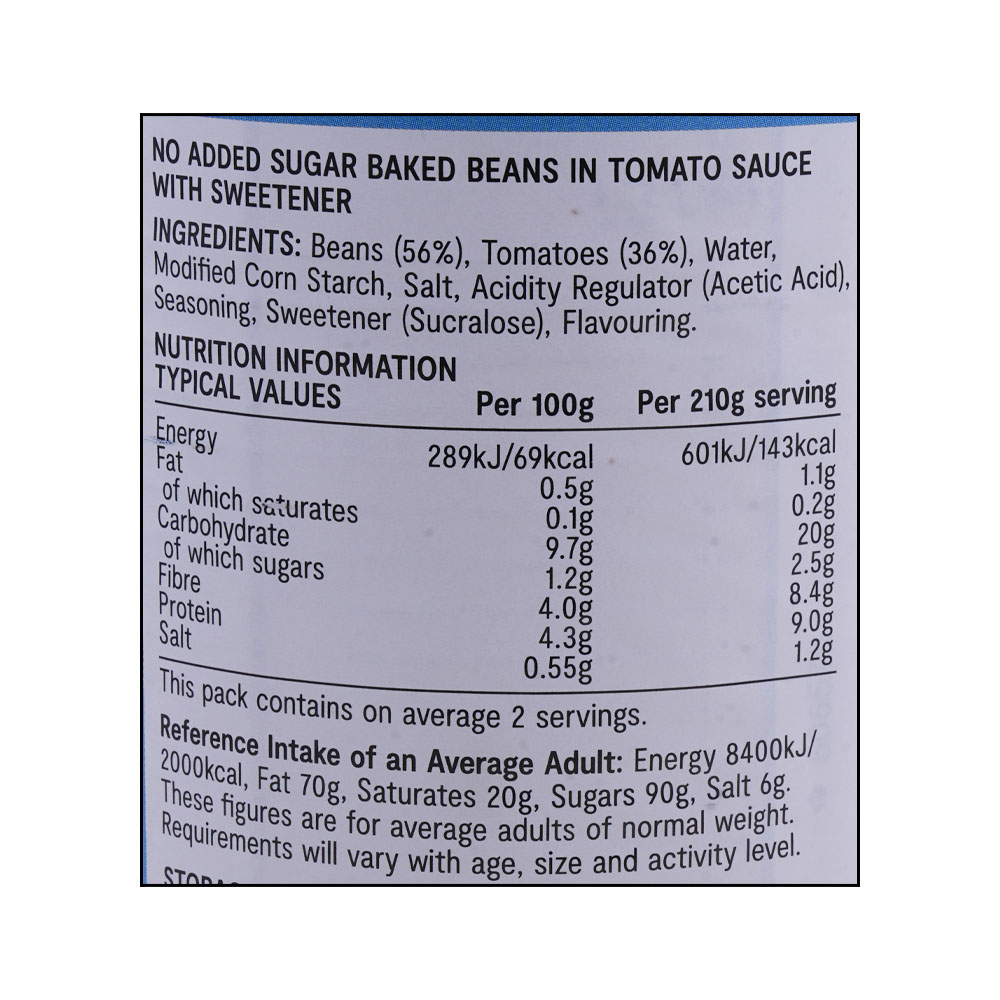 NO ADDED SUGAR BAKED BEANS IN TOMATO SAUCE
WITH SWEETENER
INGREDIENTS: Beans (56%), Tomatoes (36%), Water,
Modified Corn Starch, Salt, Acidity Regulator (Acetic Acid),
Seasoning, Sweetener (Sucralose), Flavouring.
NUTRITION INFORMATION
TYPICAL VALUES Per 100g Per 210g serving
Energy 289kJ/69kcal 601kJ/143kcal
Fat 0.5g 1.1g
of which saturates 0.1g 0.2g
Carbohydrate 9.7g 20g
of which sugars 1.2g 2.5g
Fibre 4.0g 8.4g
Protein 4.3g 9.0g
Salt 0.55g 1.2g
This pack contains on average 2 servings.
Reference Intake of an Average Adult: Energy 8400kJ/
2000kcal, Fat 70g, Saturates 20g, Sugars 90g, Salt 6g.
These figures are for average adults of normal weight.
Requirements will vary with age, size and activity level.